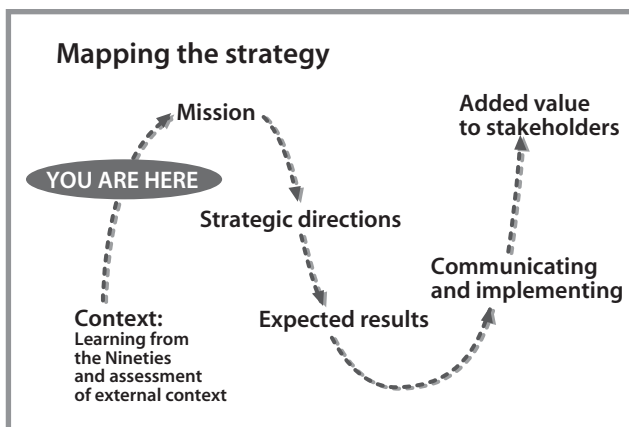 Mapping the strategy
Mission
Added value
to stakeholders
YOU ARE HERE
Strategic directions
Communicating
and implementing
Context:
Learning from
the Nineties
and assessment
of external context
Expected results